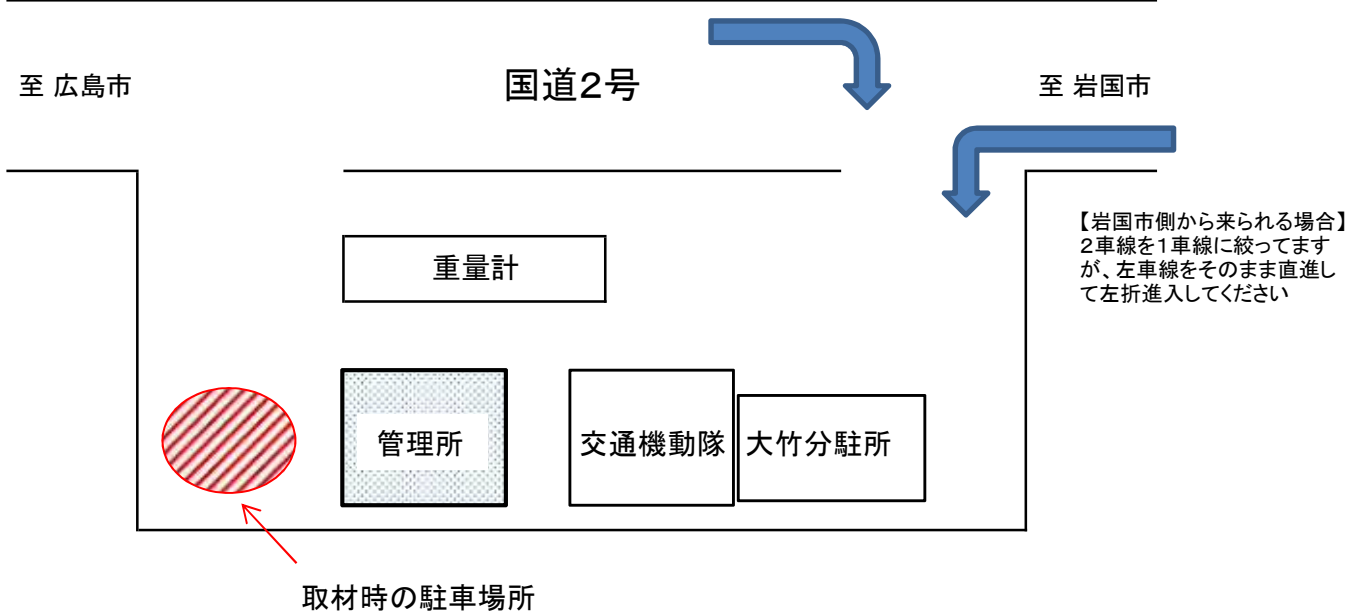 至 広島市
国道2号
至 岩国市
【岩国市側から来られる場合】
2車線を1車線に絞ってます
が、左車線をそのまま直進し
て左折進入してください
重量計
管理所
交通機動隊
大竹分駐所
取材時の駐車場所